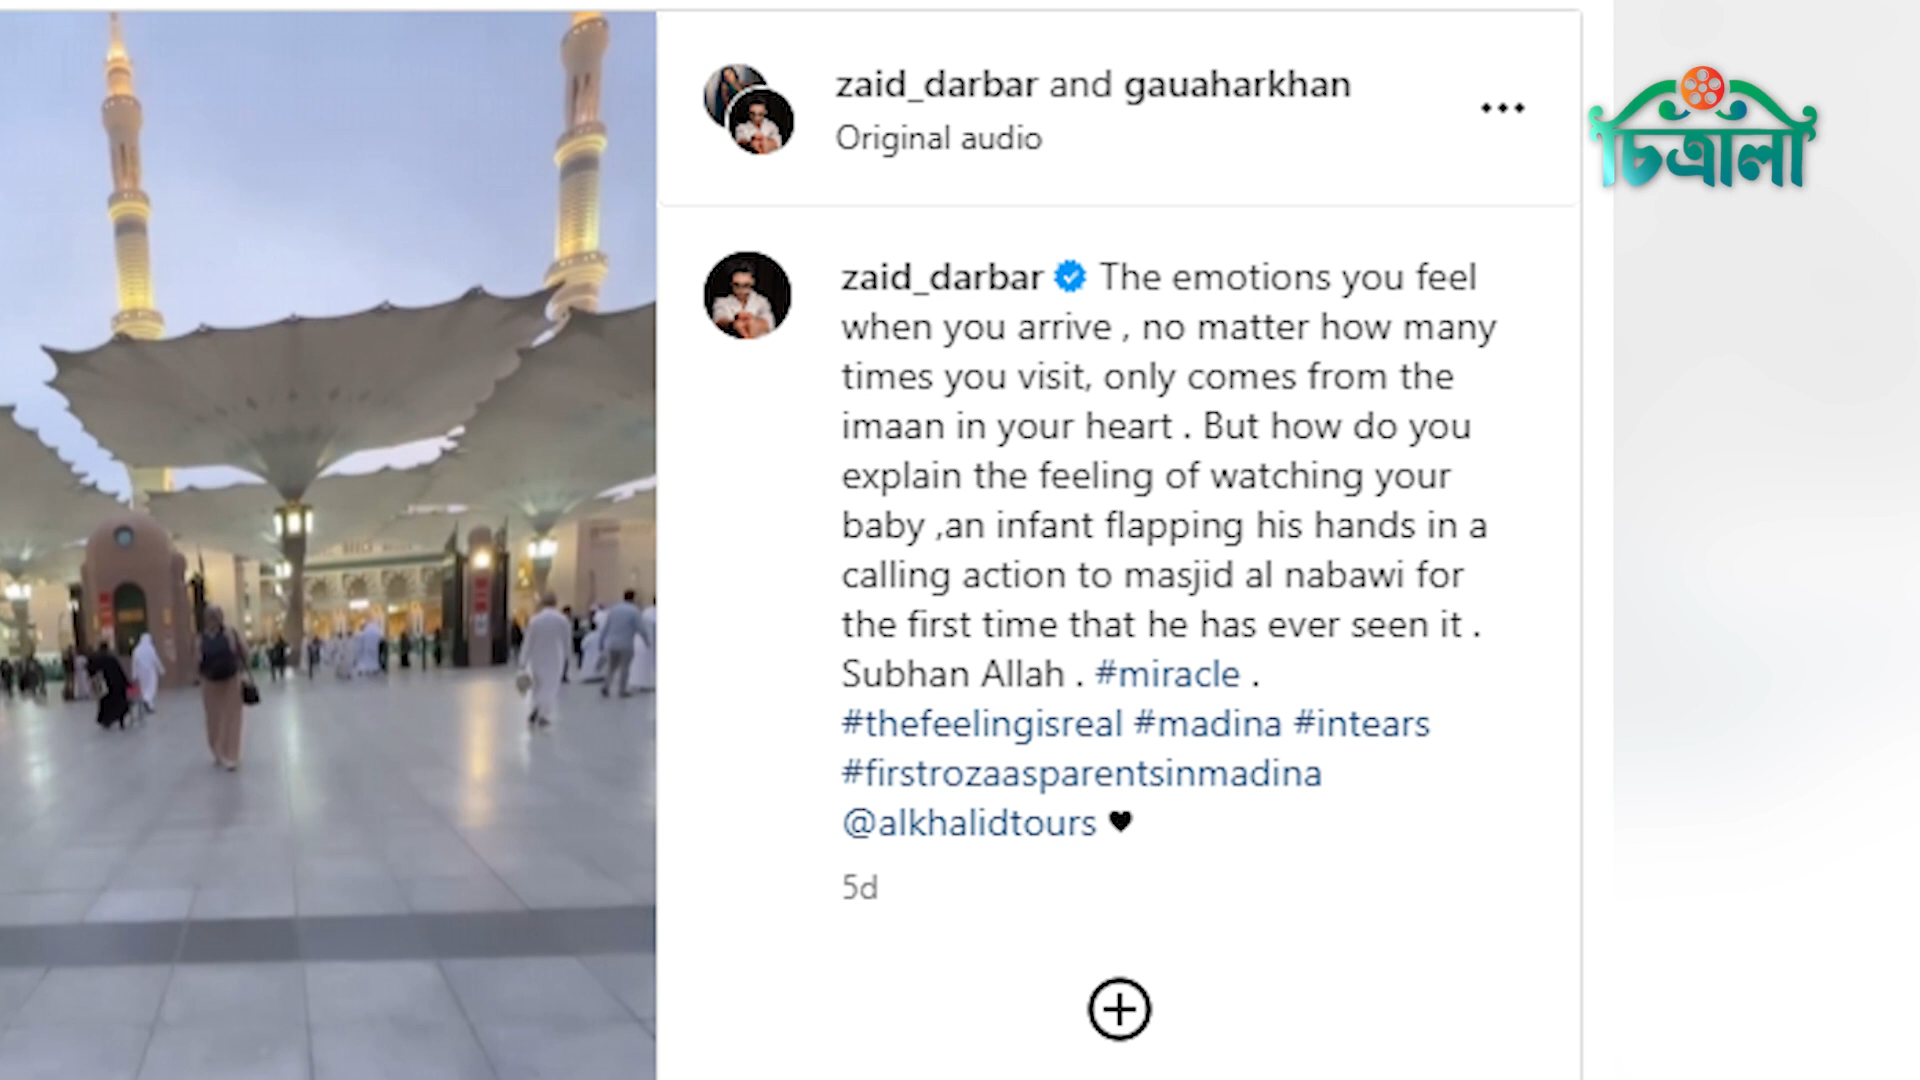 zaid_darbar and gauaharkhan
Original audio
চিত্রালী
zaid_darbar The emotions you feel
when you arrive , no matter how many
times you visit, only comes from the
imaan in your heart . But how do you
explain the feeling of watching your
baby ,an infant flapping his hands in a
calling action to masjid al nabawi for
the first time that he has ever seen it .
Subhan Allah . #miracle .
#thefeelingisreal #madina #intears
#firstrozaasparentsinmadina
@alkhalidtours 🖤
5d